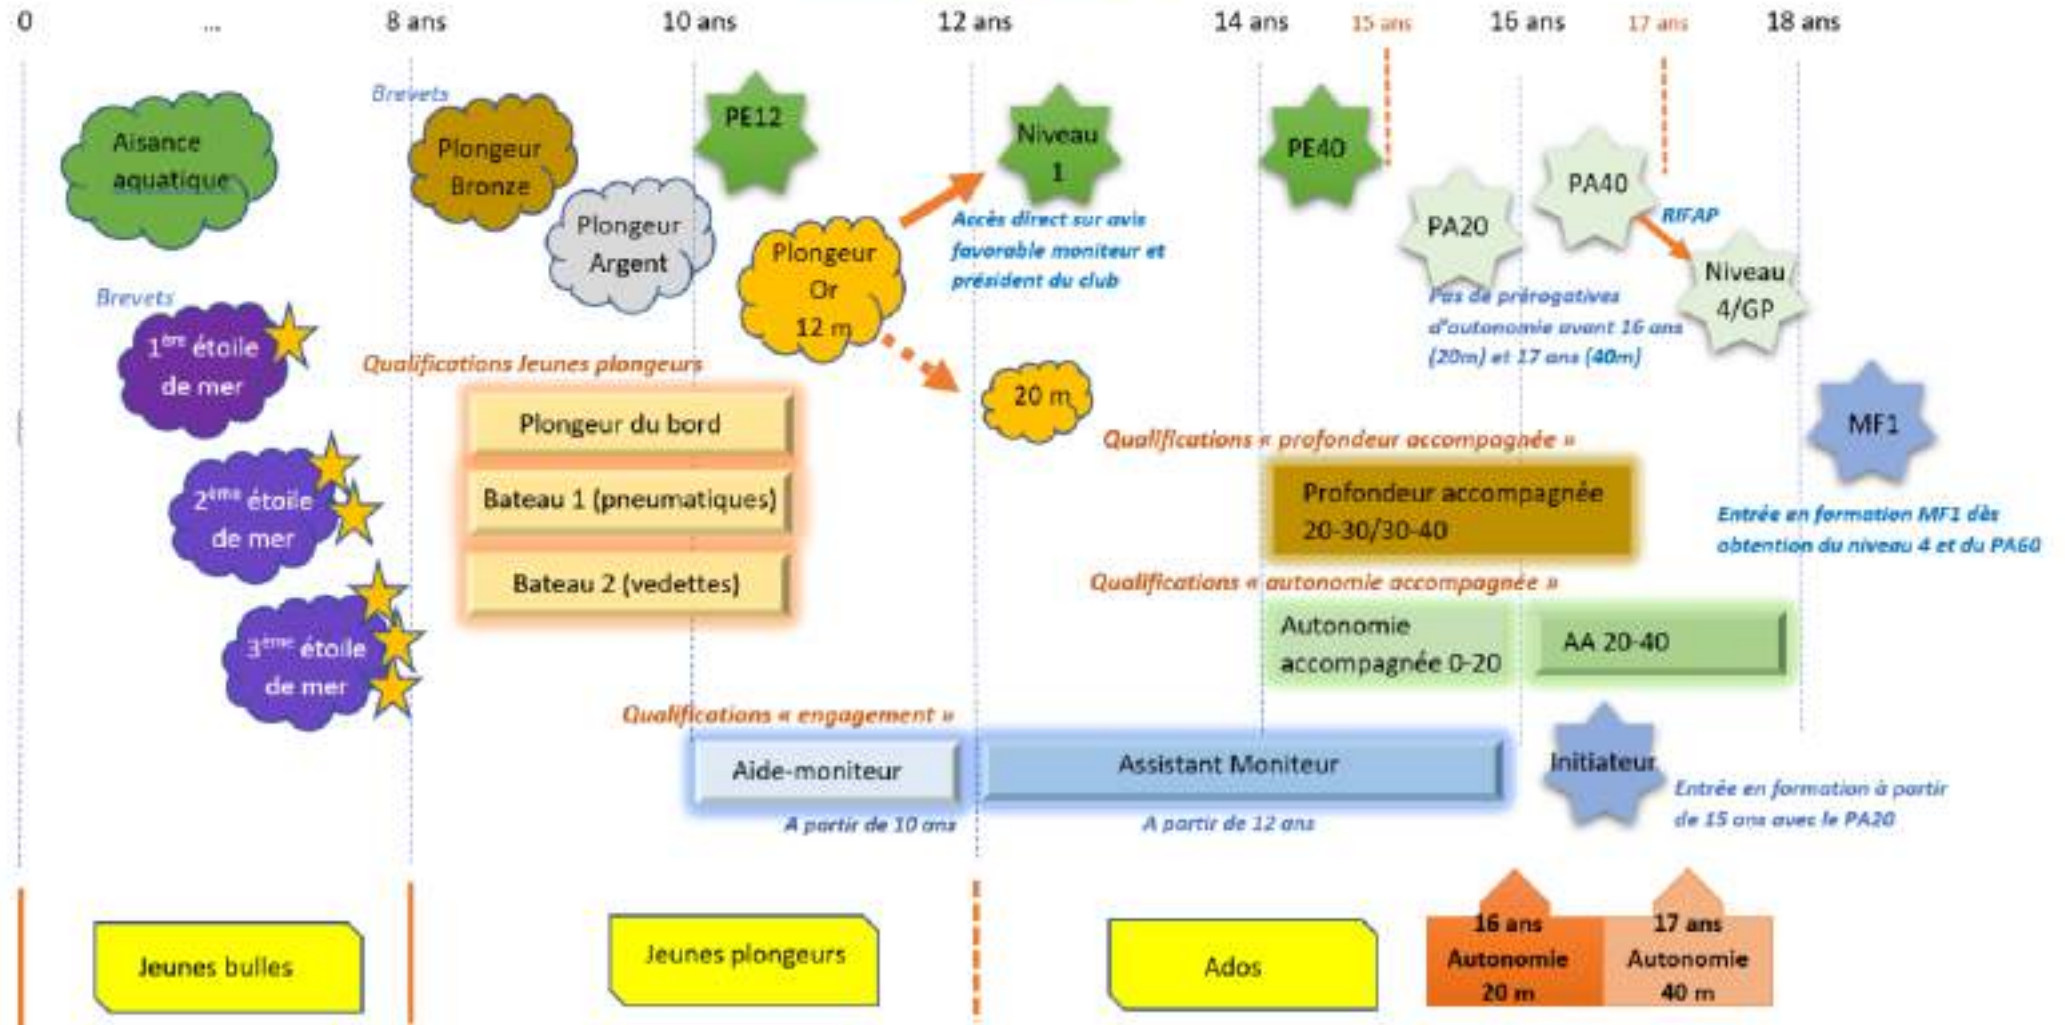 0
...
8 ans
10 ans
12 ans
14 ans
15 ans
16 ans
17 ans
18 ans
Aisance
aquatique
Brevets
Plongeur
Bronze
Plongeur
Argent
PE12
Plongeur
Or
12 m
Niveau
1
Accès direct sur avis
favorable moniteur et
président du club
20 m
PE40
PA20
PA40
RIFAP
Niveau
4/GP
Pas de prérogatives
d'autonomie avant 16 ans
(20m) et 17 ans (40m)
MF1
Entrée en formation MF1 dès
obtention du niveau 4 et du PA60
Brevets
1ère étoile
de mer
2ème étoile
de mer
3ème étoile
de mer
Qualifications Jeunes plongeurs
Plongeur du bord
Bateau 1 (pneumatiques)
Bateau 2 (vedettes)
Qualifications « profondeur accompagnée »
Profondeur accompagnée
20-30/30-40
Qualifications « autonomie accompagnée »
Autonomie
accompagnée 0-20
AA 20-40
Qualifications « engagement »
Aide-moniteur
A partir de 10 ans
Assistant Moniteur
A partir de 12 ans
Initiateur
Entrée en formation à partir
de 15 ans avec le PA20
Jeunes bulles
Jeunes plongeurs
Ados
16 ans
Autonomie
20 m
17 ans
Autonomie
40 m